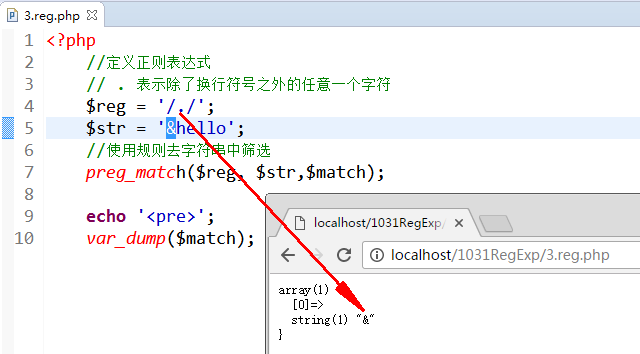 3.reg.php
1 <?php
2 //定义正则表达式
3 // . 表示除了换行符号之外的任意一个字符
4 $reg = '/./';
5 $str = '&hello';
6 //使用规则去字符串中筛选
7 preg_match($reg, $str,$match);
8
9 echo '<pre>';
10 var_dump($match);
localhost/1031RegExp/
localhost/1031RegExp/3.reg.php
array(1)
[0]=>
string(1) "&"
}